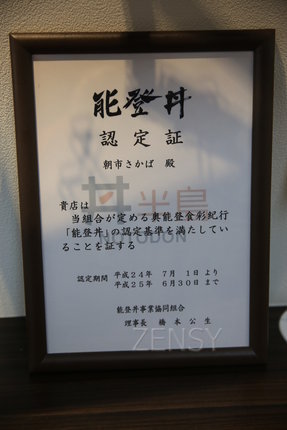 能登丼
認定証
朝市さかば 殿
半島
NOTODON
貴店は
当組合が定める奥能登食彩紀行
「能登丼」の認定基準を満たしてい
ることを証する
認定期間 平成24年 7月 1日 より
平成25年 6月30日 まで
能登丼事業協同組合
理事長 橋本公生
ZENSY